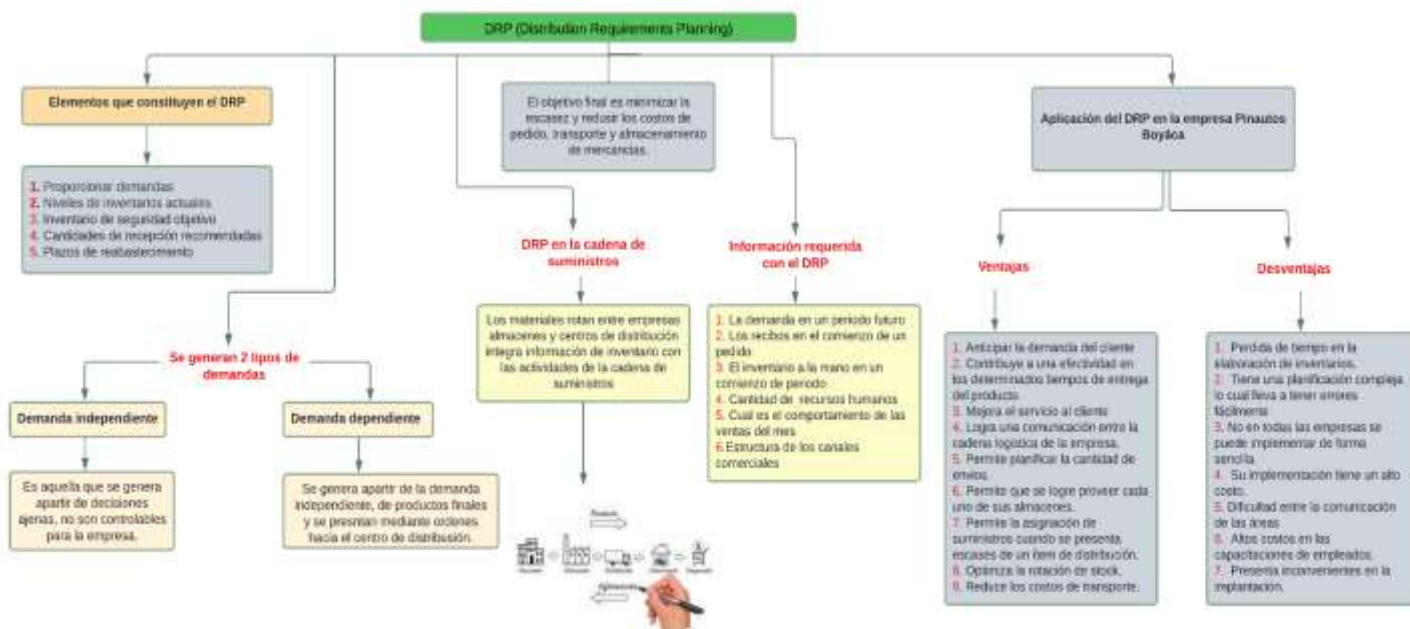 DRP (Distribution Requirements Planning)
Elementos que constituyen el DRP
1. Proporcionar demandas
2. Niveles de inventarios actuales
3. Inventario de seguridad objetivo
4. Cantidades de recepción recomendadas
5. Plazos de reabastecimiento
Se generan 2 tipos de
demandas
Demanda independiente
Es aquella que se genera
apartir de decisiones
ajenas, no son controlables
para la empresa.
Demanda dependiente
Se genera apartir de la demanda
independiente, de productos finales
y se presntan mediante ordenes
hacia el centro de distribusión.
El objetivo final es minimizar la
escasez y redusir los costos de
pedido, transporte y almacenamiento
de mercancias.
DRP en la cadena de
suministros
Los materiales rotan entre empresas
almacenes y centros de distribución
integra información de inventario con
las actividades de la cadena de
suministros
Información requerida
con el DRP
1. La demanda en un periodo futuro
2. Los recibos en el comienzo de un
pedido
3. El inventario a la mano en un
comienzo de periodo
4. Cantidad de recursos humanos
5. Cual es el comportamiento de las
ventas del mes
6.Estructura de los canales
comerciales
Aplicación del DRP en la empresa Pinautos
Boyáca
Ventajas
1. Anticipar la demanda del cliente
2. Contribuye a una efectividad en
los determinados tiempos de entrega
del producto
3. Mejora el servicio al cliente
4. Logra una comunicación entre la
cadena logística de la empresa.
5. Permite planificar la cantidad de
envios.
6. Permite que se logre proveer cada
uno de sus almacenes.
7. Permite la asignación de
suministros cuando se presenta
escases de un ítem de distribución.
8. Optimiza la rotación de stock.
9. Reduce los costos de transporte.
Desventajas
1. Perdida de tiempo en la
elaboración de inventarios.
2. Tiene una planificación compleja
lo cual lleva a tener errores
fácilmente
3. No en todas las empresas se
puede implementar de forma
sencilla
4. Su implementación tiene un alto
costo.
5. Dificultad entre la comunicación
de las áreas
6. Altos costos en las
capacitaciones de empleados.
7. Presenta inconvenientes en la
implantación.